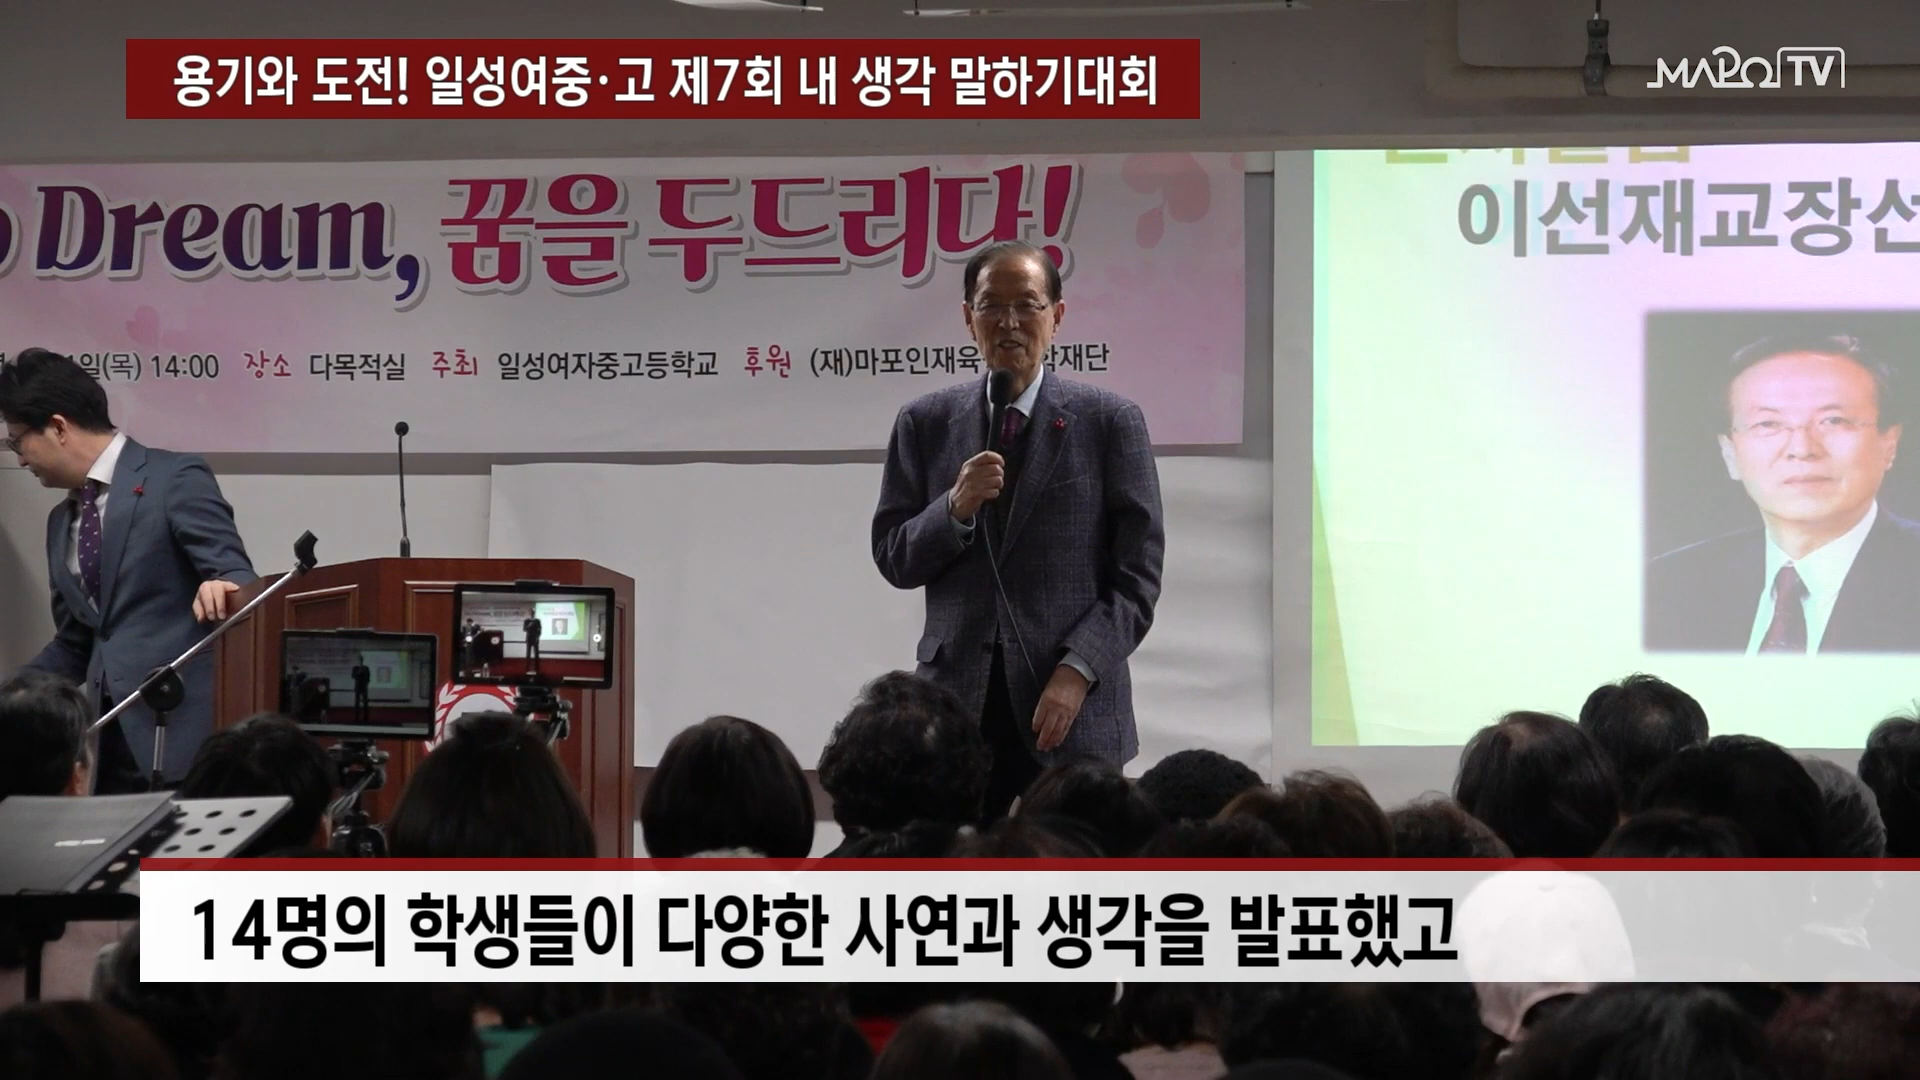 용기와 도전! 일성여중·고 제7회 내 생각 말하기대회
MAPO TV
Dream, 꿈을 두드리다!
이선재교장선
1일(목) 14:00 장소 다목적실 주최 일성여자중고등학교 후원 (재)마포인재육 학재단
14명의 학생들이 다양한 사연과 생각을 발표했고